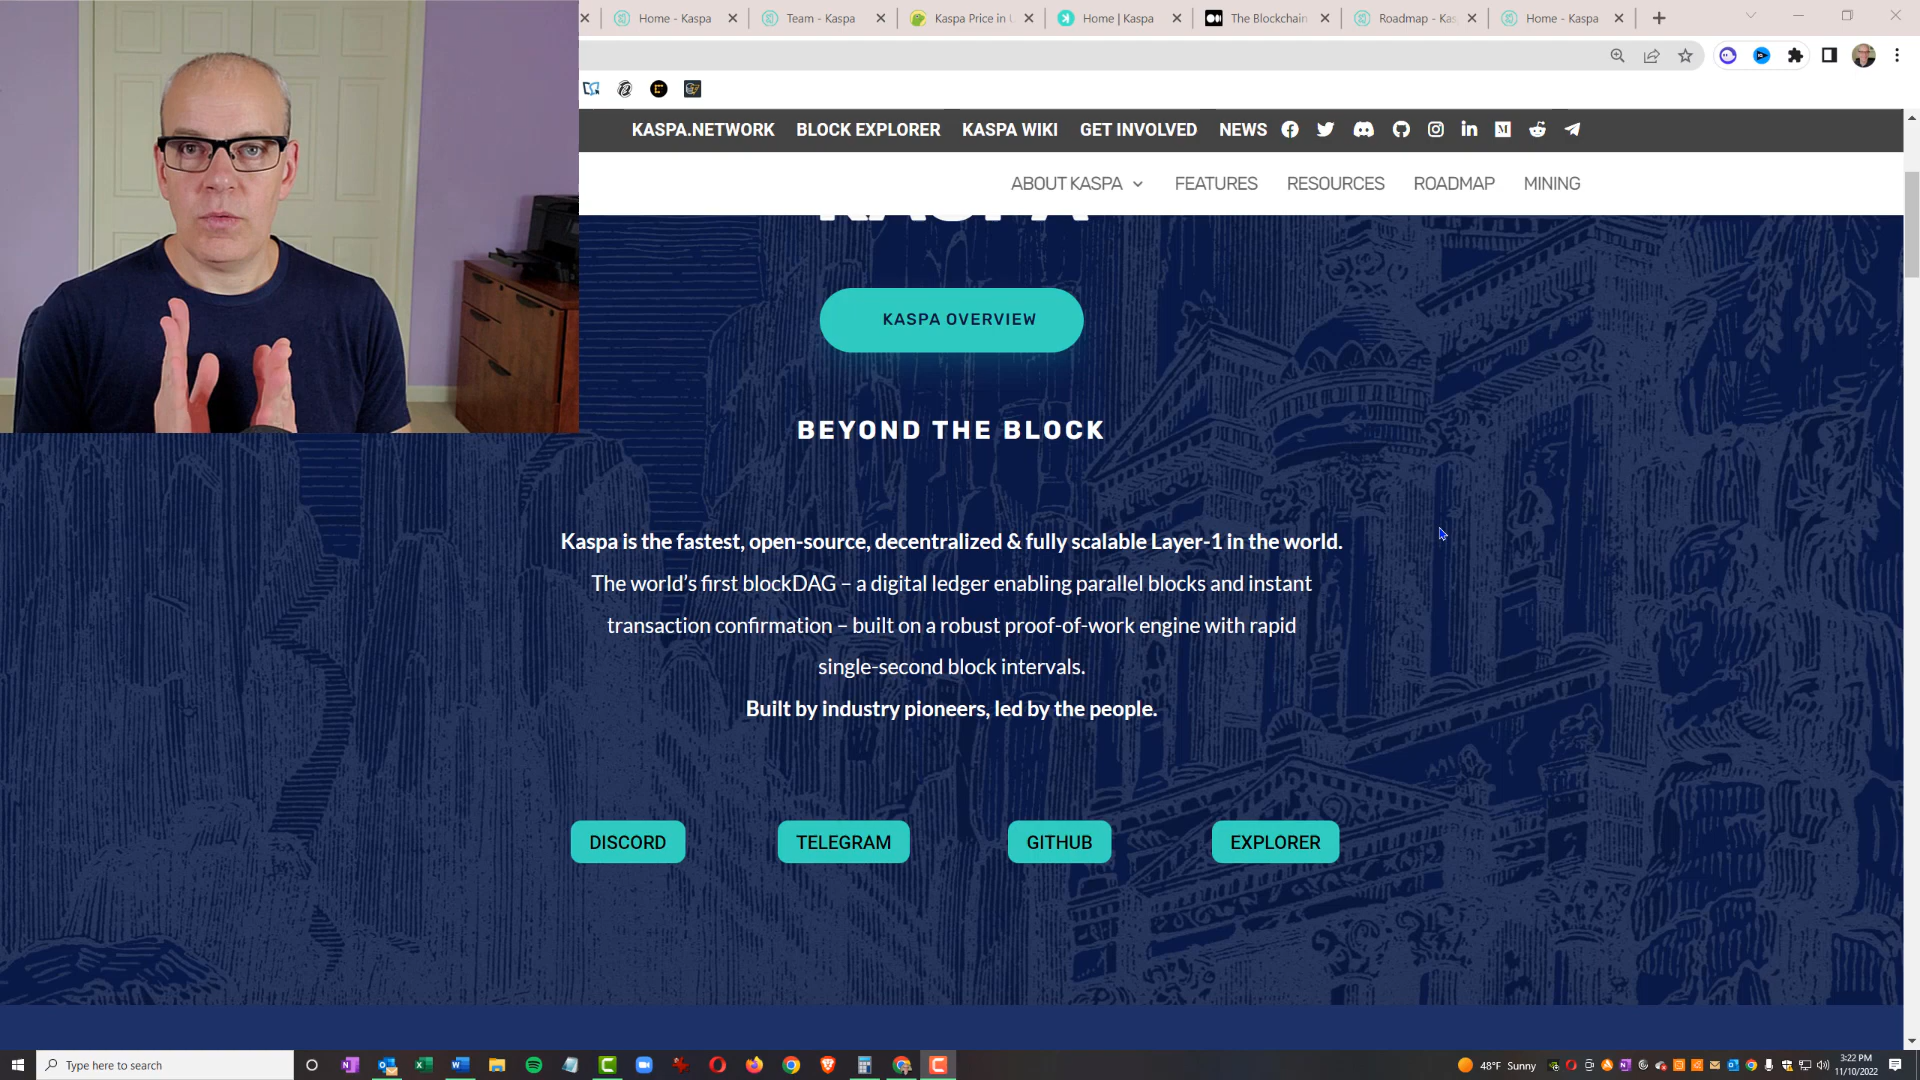 Home - Kaspa
Team - Kaspa
Kaspa Price in
Home | Kaspa
The Blockchain
Roadmap - Kas
Home - Kaspa
KASPA.NETWORK BLOCK EXPLORER KASPA WIKI GET INVOLVED NEWS
ABOUT KASPA FEATURES RESOURCES ROADMAP MINING
KASPA
KASPA OVERVIEW
BEYOND THE BLOCK
Kaspa is the fastest, open-source, decentralized & fully scalable Layer-1 in the world.
The world's first blockDAG – a digital ledger enabling parallel blocks and instant
transaction confirmation – built on a robust proof-of-work engine with rapid
single-second block intervals.
Built by industry pioneers, led by the people.
DISCORD TELEGRAM GITHUB EXPLORER
Type here to search
48°F Sunny
3:22 PM
11/10/2022